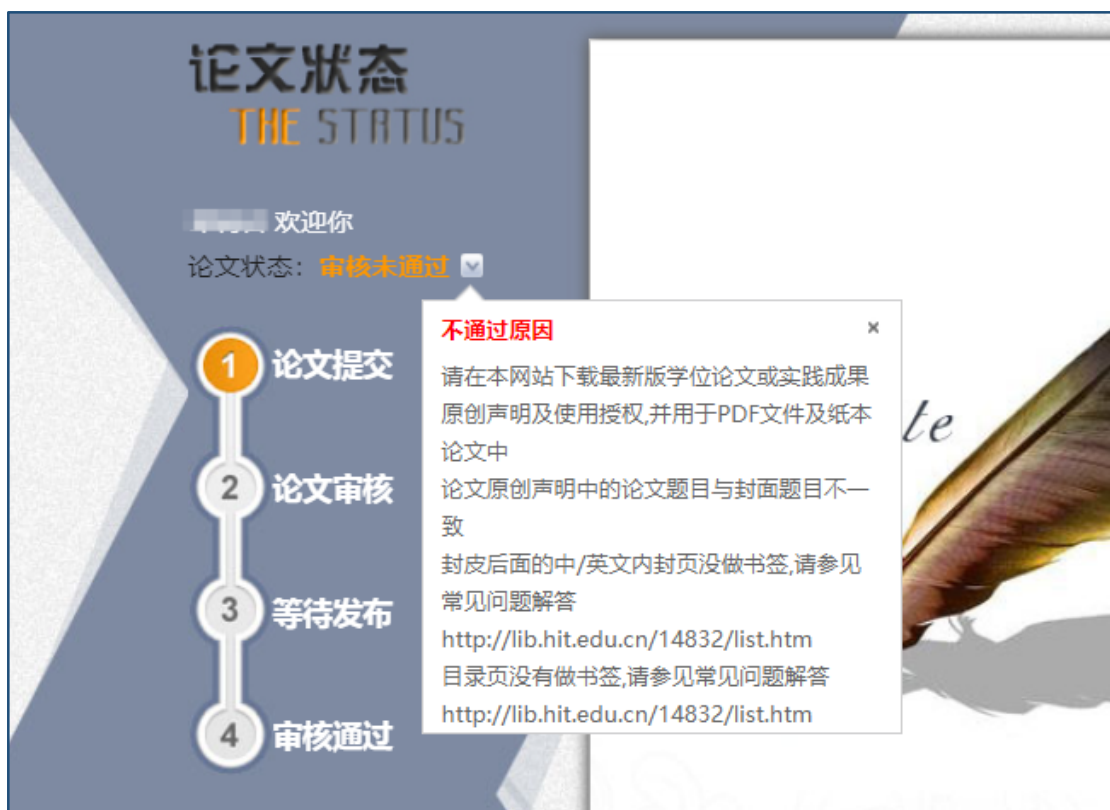 论文状态
THE STATUS
欢迎你
论文状态：审核未通过
不通过原因
×
请在本网站下载最新版学位论文或实践成果
原创声明及使用授权,并用于PDF文件及纸本
论文中
论文原创声明中的论文题目与封面题目不一
致
封皮后面的中/英文内封页没做书签,请参见
常见问题解答
http://lib.hit.edu.cn/14832/list.htm
目录页没有做书签,请参见常见问题解答
http://lib.hit.edu.cn/14832/list.htm
1 论文提交
2 论文审核
3 等待发布
4 审核通过
te